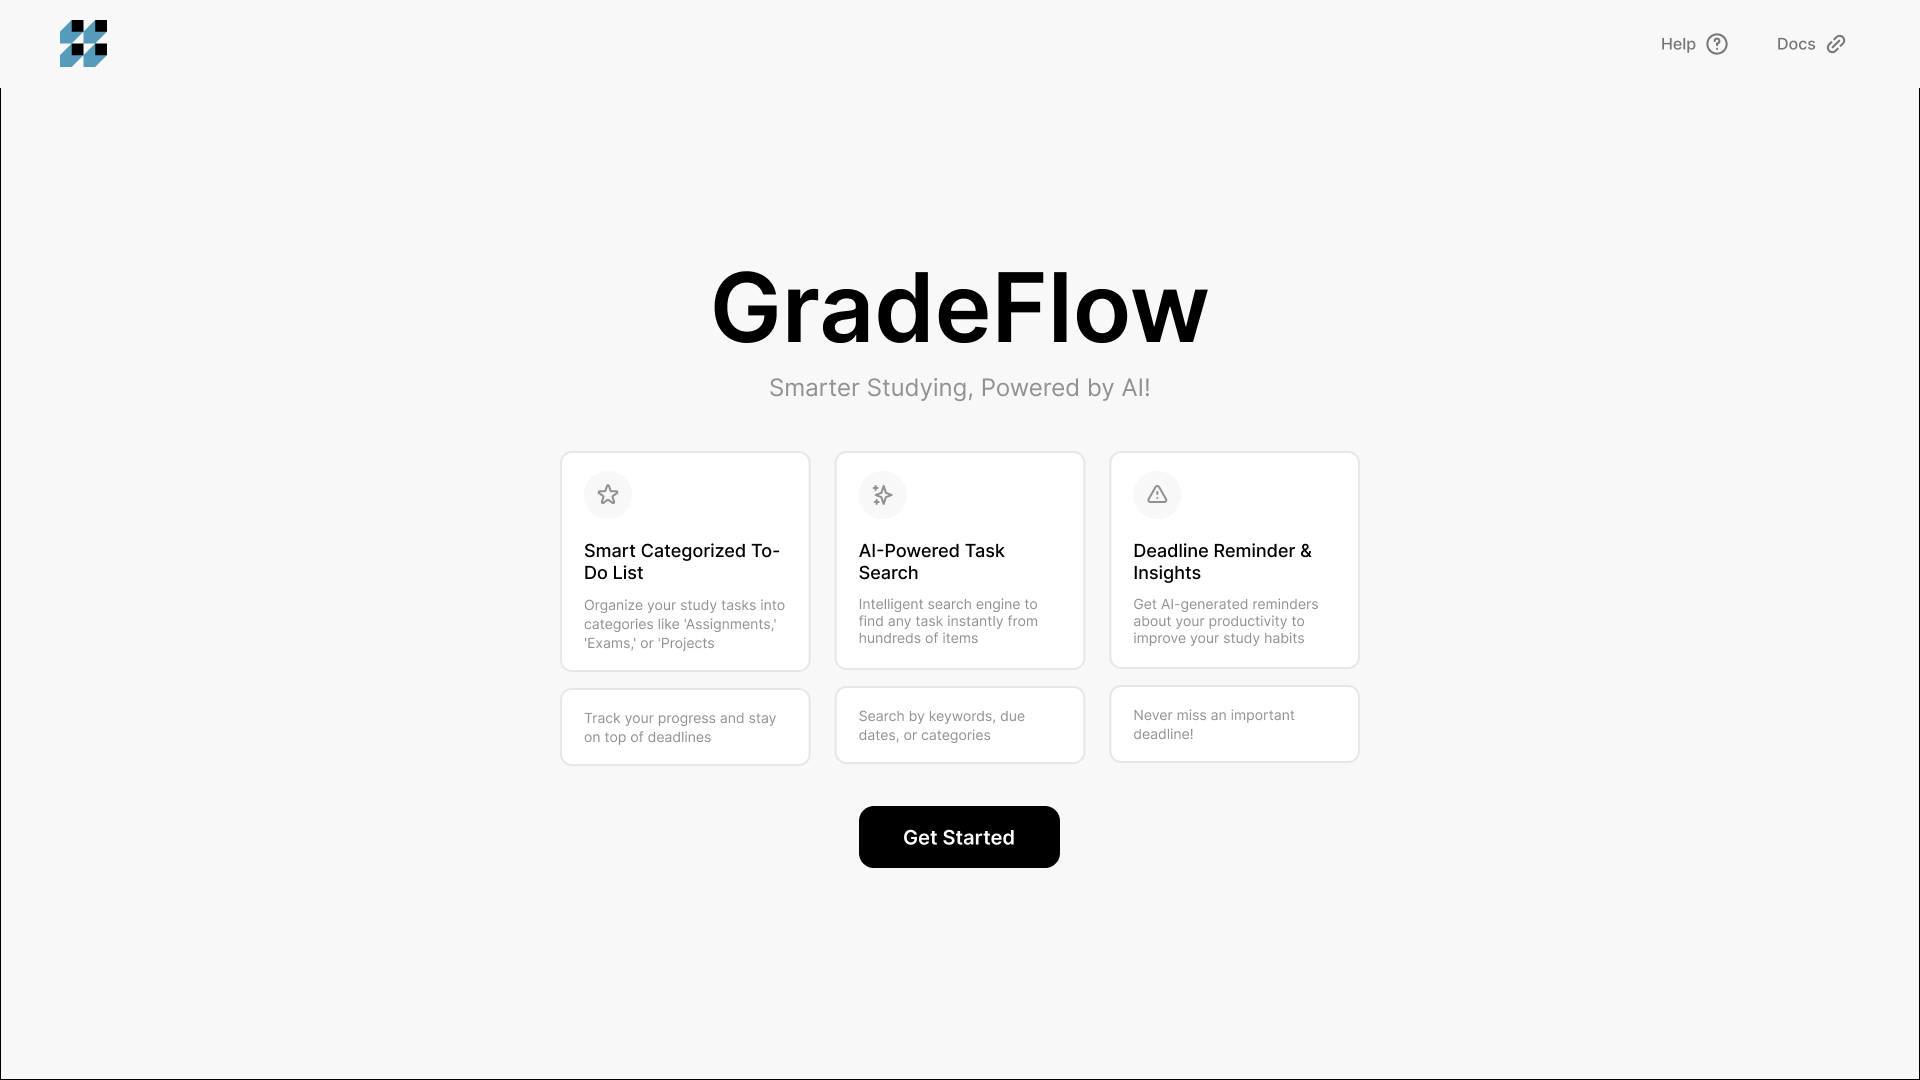 Help
Docs
GradeFlow
Smarter Studying, Powered by AI!
Smart Categorized To-
Do List
Organize your study tasks into
categories like 'Assignments,'
'Exams,' or 'Projects
Track your progress and stay
on top of deadlines
AI-Powered Task
Search
Intelligent search engine to
find any task instantly from
hundreds of items
Search by keywords, due
dates, or categories
Deadline Reminder &
Insights
Get AI-generated reminders
about your productivity to
improve your study habits
Never miss an important
deadline!
Get Started